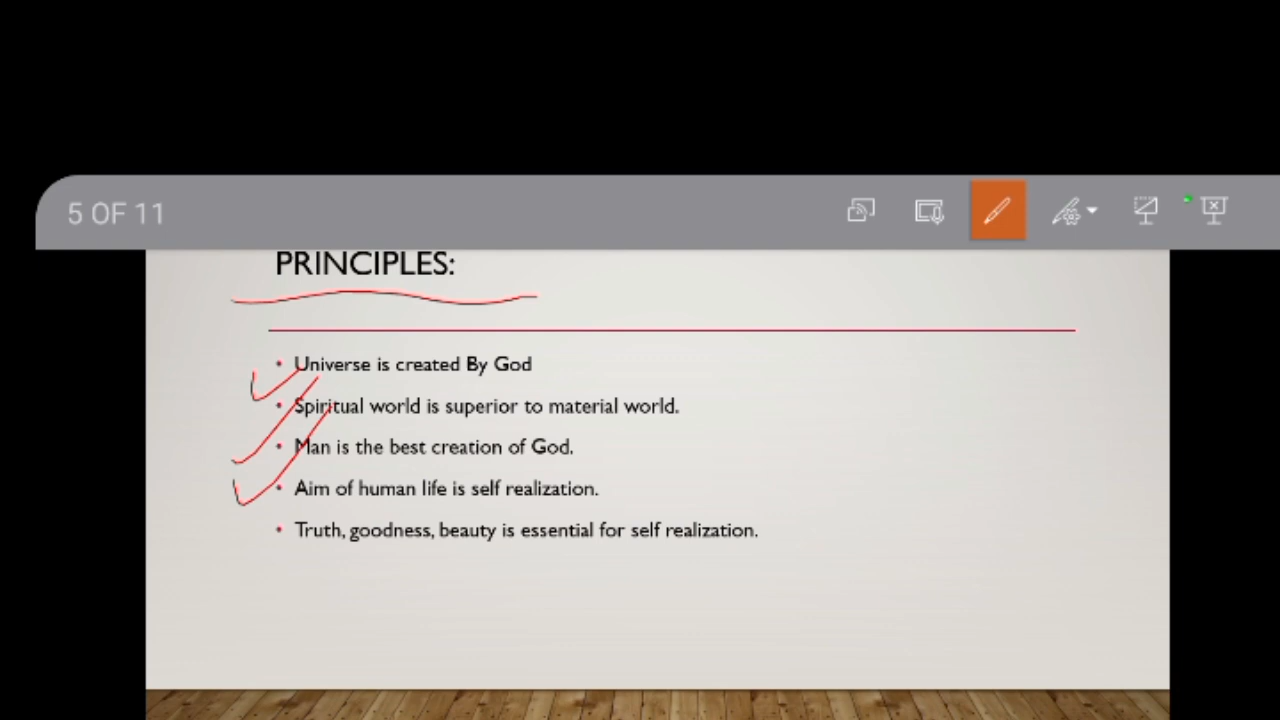 5 OF 11
PRINCIPLES:
• Universe is created By God
• Spiritual world is superior to material world.
• Man is the best creation of God.
• Aim of human life is self realization.
• Truth, goodness, beauty is essential for self realization.